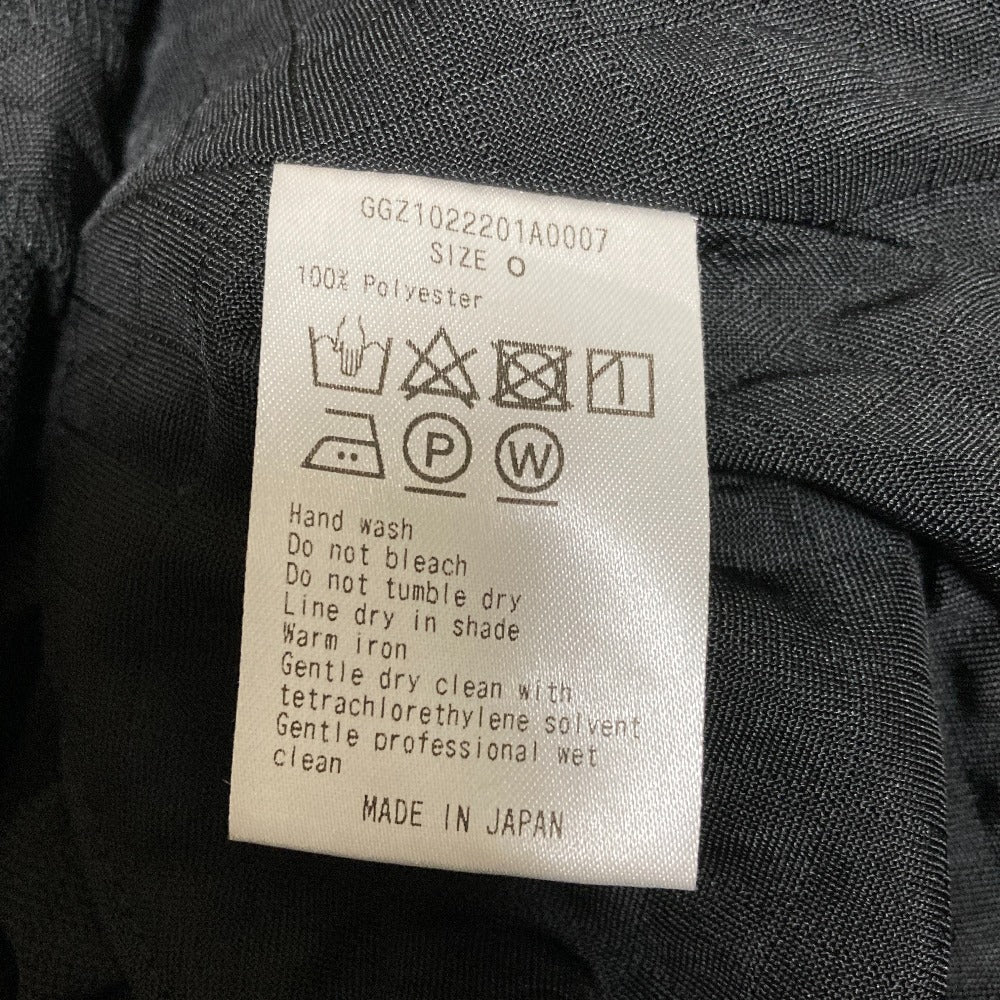 GGZ1022201A0007
SIZE 0
100% Polyester
P W
Hand wash
Do not bleach
Do not tumble dry
Line dry in shade
Warm iron
Gentle dry clean with
tetrachlorethylene solvent
Gentle professional wet
clean
MADE IN JAPAN